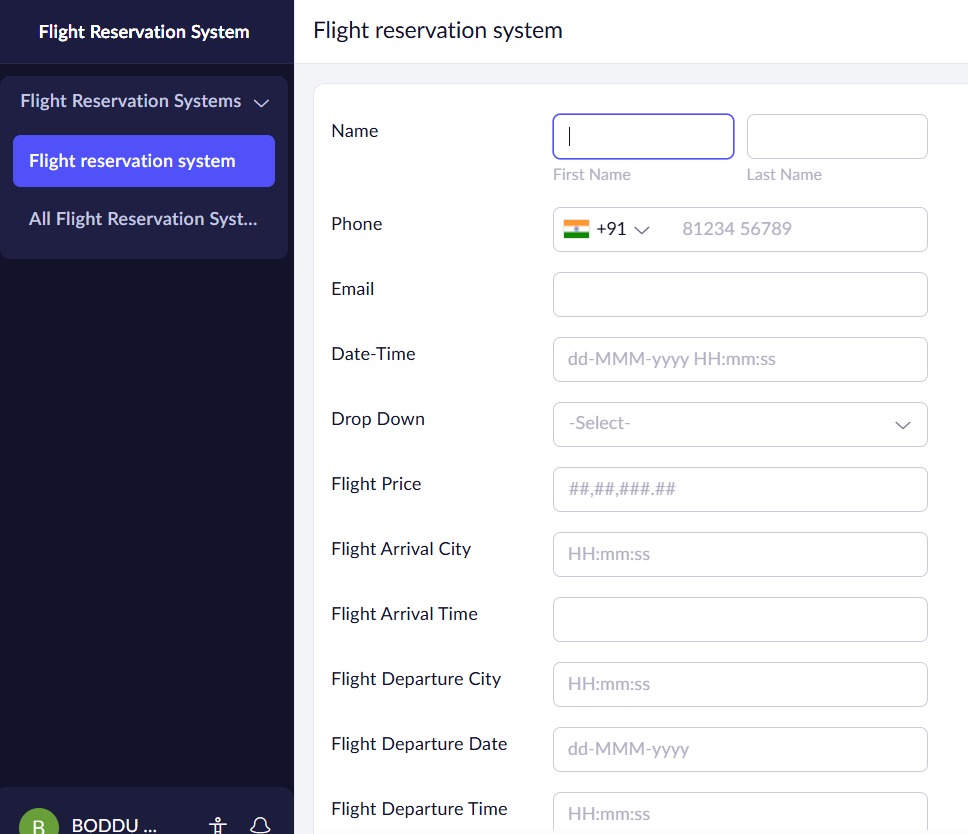 Flight Reservation System
Flight Reservation Systems
Flight reservation system
All Flight Reservation Syst...
B
BODDU ...
Flight reservation system
Name
First Name
Last Name
Phone
+91 81234 56789
Email
Date-Time
dd-MMM-yyyy HH:mm:ss
Drop Down
-Select-
Flight Price
##,##,###.##
Flight Arrival City
HH:mm:ss
Flight Arrival Time
Flight Departure City
HH:mm:ss
Flight Departure Date
dd-MMM-yyyy
Flight Departure Time
HH:mm:ss